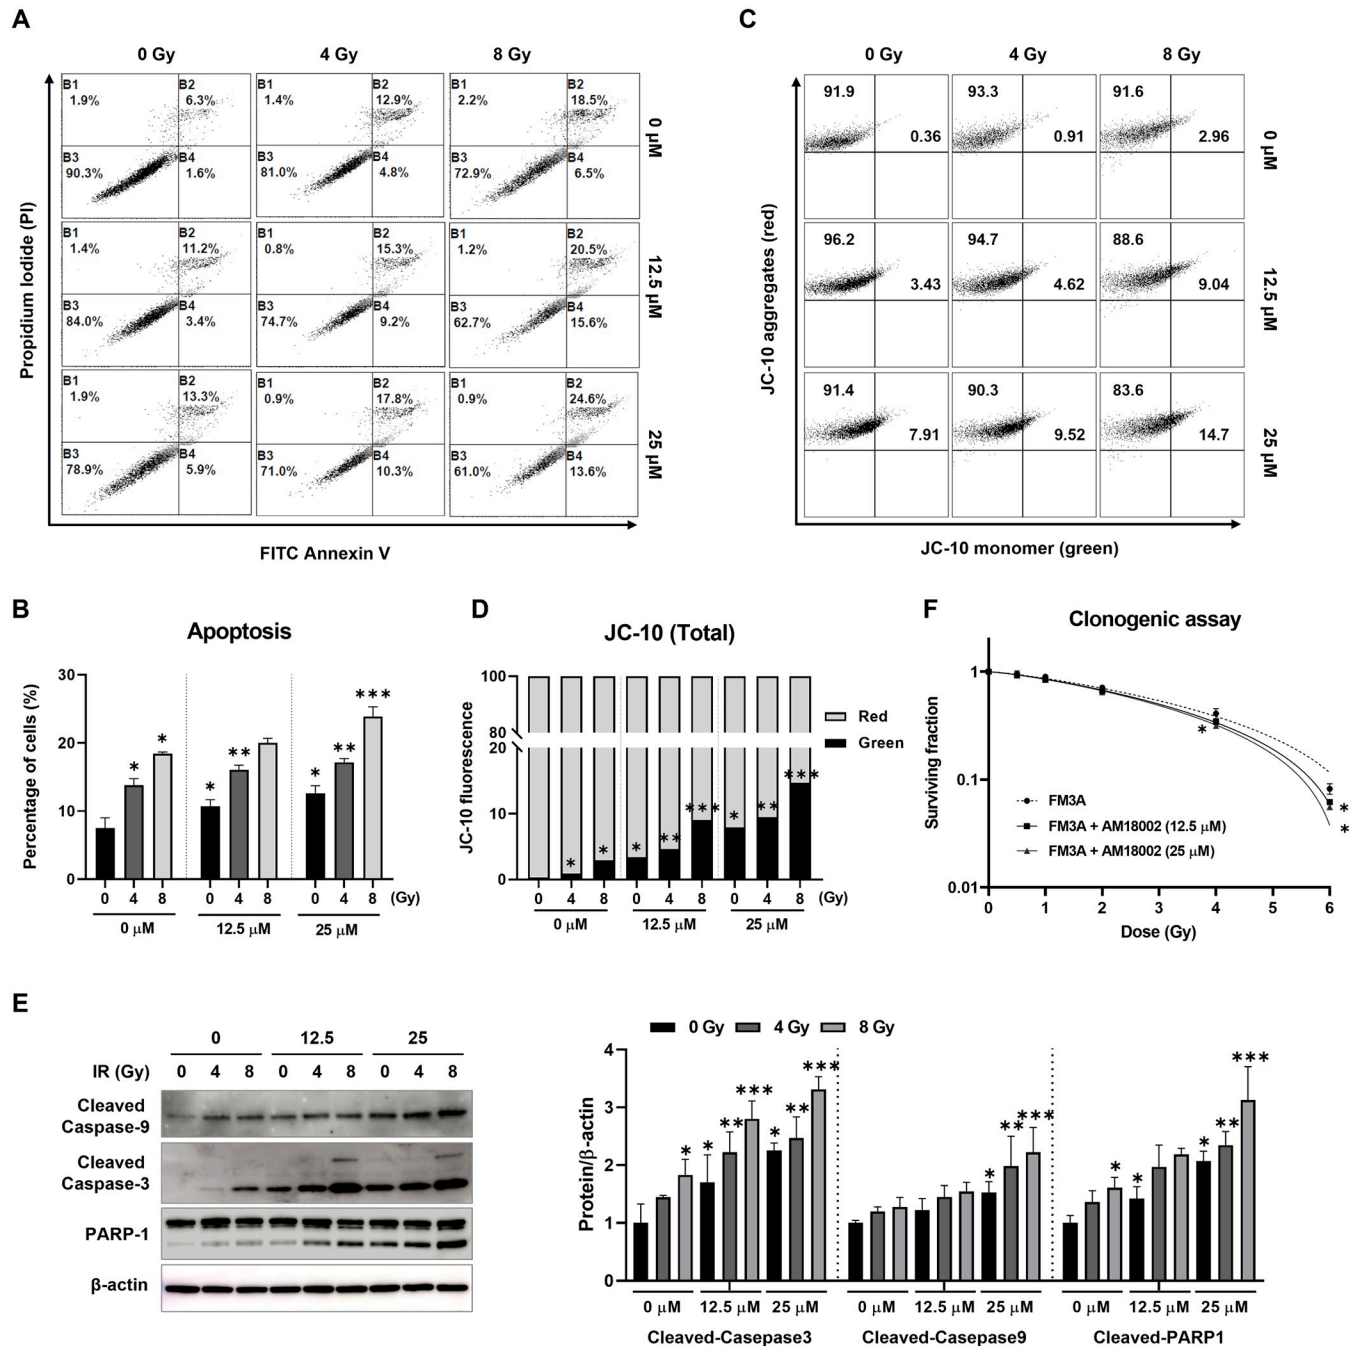 A
0 Gy
4 Gy
8 Gy
B1
1.9%
B2
6.3%
B3
90.3%
B4
1.6%
B1
1.4%
B2
12.9%
B3
81.0%
B4
4.8%
B1
2.2%
B2
18.5%
B3
72.9%
B4
6.5%
0 µM
B1
1.4%
B2
11.2%
B3
84.0%
B4
3.4%
B1
0.8%
B2
15.3%
B3
74.7%
B4
9.2%
B1
1.2%
B2
20.5%
B3
62.7%
B4
15.6%
12.5 µM
B1
1.9%
B2
13.3%
B3
78.9%
B4
5.9%
B1
0.9%
B2
17.8%
B3
71.0%
B4
10.3%
B1
0.9%
B2
24.6%
B3
61.0%
B4
13.6%
25 µM
Propidium Iodide (PI)
FITC Annexin V
C
0 Gy
4 Gy
8 Gy
91.9
0.36
93.3
0.91
91.6
2.96
0 µM
96.2
3.43
94.7
4.62
88.6
9.04
12.5 µM
91.4
7.91
90.3
9.52
83.6
14.7
25 µM
JC-10 aggregates (red)
JC-10 monomer (green)
B
Apoptosis
Percentage of cells (%)
30
20
10
0
*
*
*
**
*
**
***
0 4 8 0 4 8 0 4 8 (Gy)
0 µM 12.5 µM 25 µM
D
JC-10 (Total)
JC-10 fluorescence
100
80
20
10
0
*
*
*
**
***
*
**
***
Red
Green
0 4 8 0 4 8 0 4 8 (Gy)
0 µM 12.5 µM 25 µM
F
Clonogenic assay
Surviving fraction
1
0.1
0.01
*
*
*
FM3A
FM3A + AM18002 (12.5 µM)
FM3A + AM18002 (25 µM)
0 1 2 3 4 5 6
Dose (Gy)
E
0 12.5 25
IR (Gy) 0 4 8 0 4 8 0 4 8
Cleaved
Caspase-9
Cleaved
Caspase-3
PARP-1
β-actin
0 Gy 4 Gy 8 Gy
Protein/β-actin
4
3
2
1
0
*
*
**
***
*
**
***
*
**
***
*
*
*
**
***
0 µM 12.5 µM 25 µM 0 µM 12.5 µM 25 µM 0 µM 12.5 µM 25 µM
Cleaved-Casepase3 Cleaved-Casepase9 Cleaved-PARP1